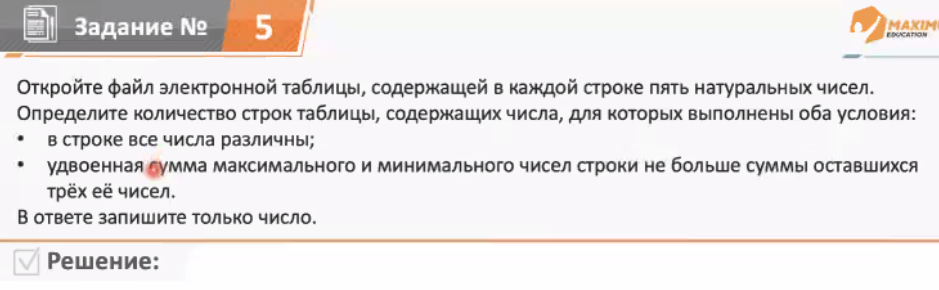 Задание № 5
MAXIMU
EDUCATION
Откройте файл электронной таблицы, содержащей в каждой строке пять натуральных чисел.
Определите количество строк таблицы, содержащих числа, для которых выполнены оба условия:
• в строке все числа различны;
• удвоенная сумма максимального и минимального чисел строки не больше суммы оставшихся
трёх её чисел.
В ответе запишите только число.
Решение: